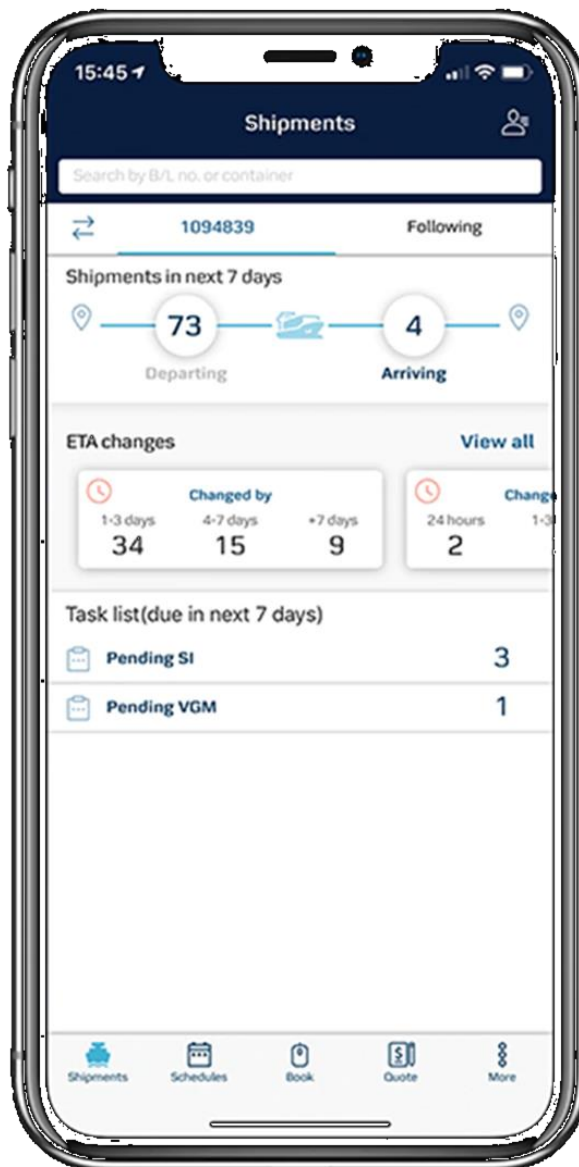 15:45
Shipments
Search by B/L no. or container
1094839 Following
Shipments in next 7 days
73 4
Departing Arriving
ETA changes View all
Changed by Change
1-3 days 4-7 days +7 days 24 hours 1-3
34 15 9 2
Task list(due in next 7 days)
Pending SI 3
Pending VGM 1
Shipments Schedules Book Quote More